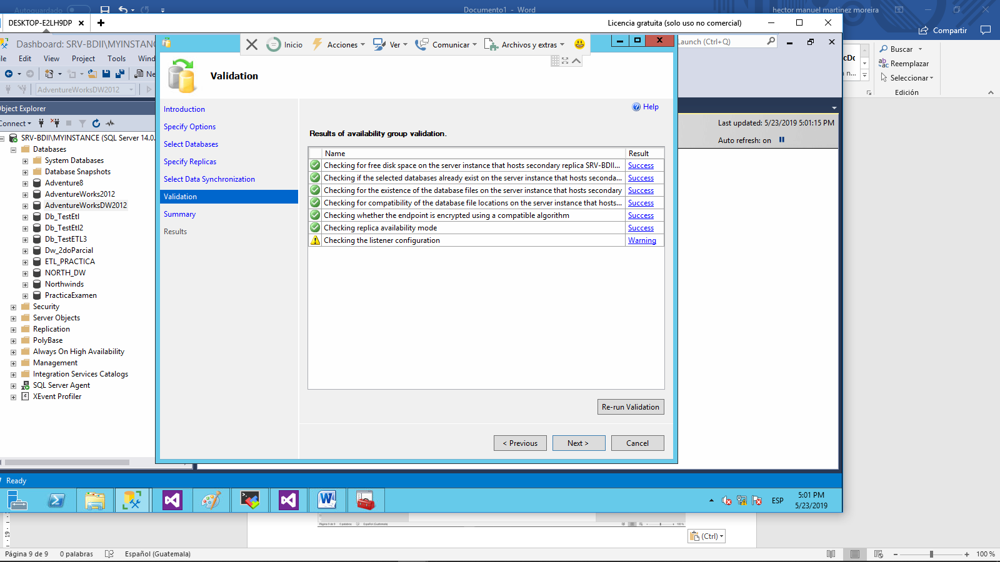 Autoguardado
Documento1 - Word
hector manuel martinez moreira
DESKTOP-E2LH9DP
Licencia gratuita (solo uso no comercial)
Compartir
Dashboard: SRV-BDII\MYINSTANC
Inicio
Acciones
Ver
Comunicar
Archivos y extras
Launch (Ctrl+Q)
Buscar
Reemplazar
Seleccionar
Edición
le Edit View Project Tools Wind
Ne
AdventureWorksDW2012
Validation
bject Explorer
onnect
SRV-BDII\MYINSTANCE (SQL Server 14.0.
Databases
System Databases
Database Snapshots
Adventure8
AdventureWorks2012
AdventureWorksDW2012
Db_TestEtl
Db_TestEtl2
Db_TestETL3
Dw_2doParcial
ETL_PRACTICA
NORTH_DW
Northwinds
PracticaExamen
Security
Server Objects
Replication
PolyBase
Always On High Availability
Management
Integration Services Catalogs
SQL Server Agent
XEvent Profiler
Introduction
Specify Options
Select Databases
Specify Replicas
Select Data Synchronization
Validation
Summary
Results
Help
Results of availability group validation.
Name Result
Checking for free disk space on the server instance that hosts secondary replica SRV-BDII... Success
Checking if the selected databases already exist on the server instance that hosts seconda... Success
Checking for the existence of the database files on the server instance that hosts secondary Success
Checking for compatibility of the database file locations on the server instance that hosts... Success
Checking whether the endpoint is encrypted using a compatible algorithm Success
Checking replica availability mode Success
Checking the listener configuration Warning
Re-run Validation
< Previous
Next >
Cancel
Last updated: 5/23/2019 5:01:15 PM
Auto refresh: on
Ready
ESP
5:01 PM
5/23/2019
(Ctrl)
19
Página 9 de 9
0 palabras
Español (Guatemala)
100 %